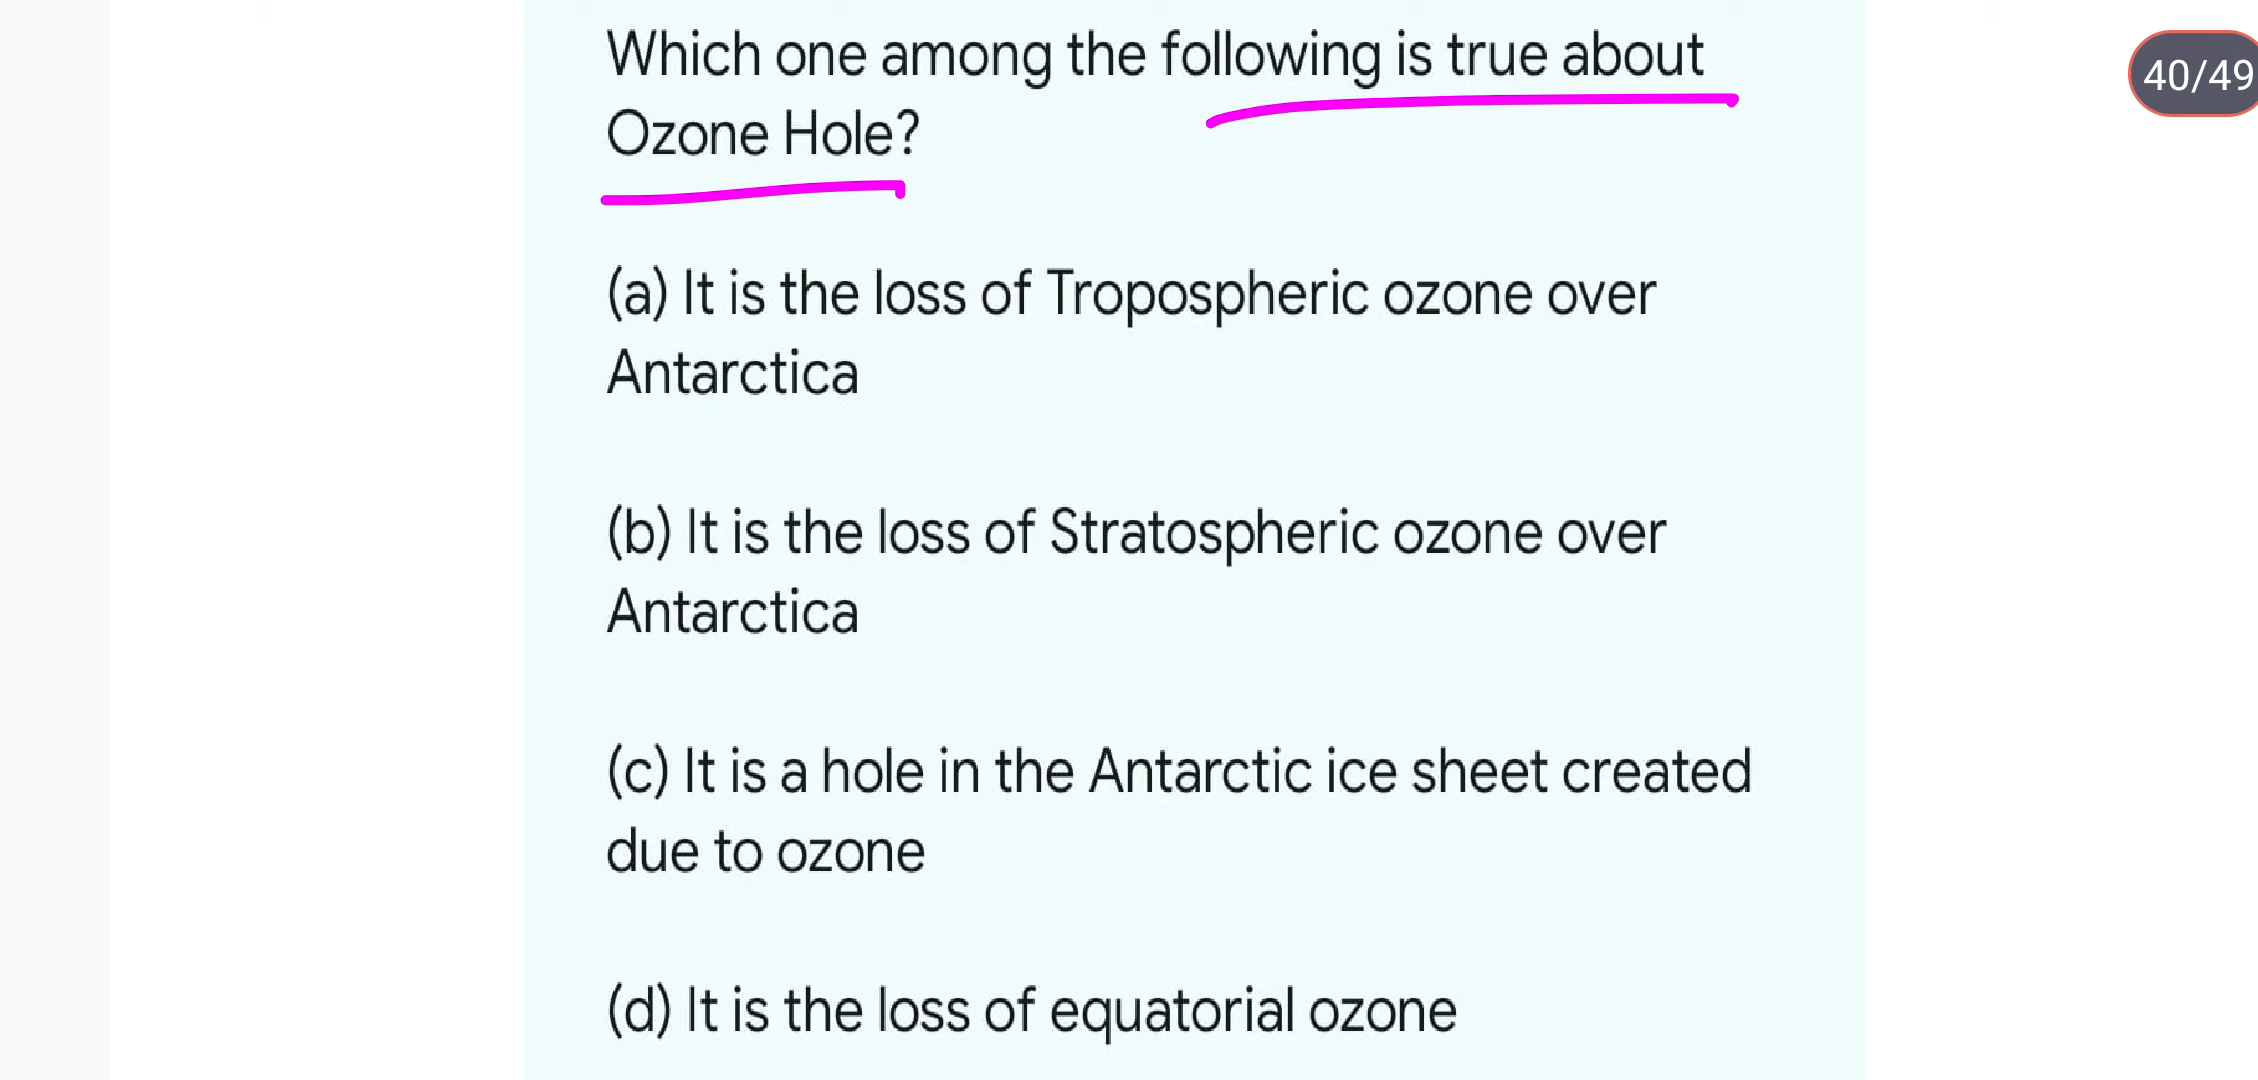 Which one among the following is true about
Ozone Hole?
40/49
(a) It is the loss of Tropospheric ozone over
Antarctica
(b) It is the loss of Stratospheric ozone over
Antarctica
(c) It is a hole in the Antarctic ice sheet created
due to ozone
(d) It is the loss of equatorial ozone